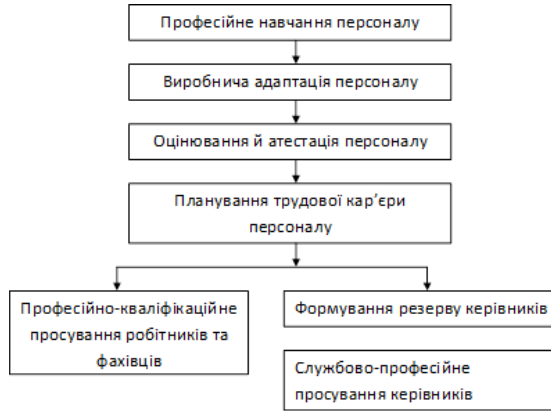 Професійне навчання персоналу
Виробнича адаптація персоналу
Оцінювання й атестація персоналу
Планування трудової кар’єри
персоналу
Професійно-кваліфікаційне
просування робітників та
фахівців
Формування резерву керівників
Службово-професійне
просування керівників